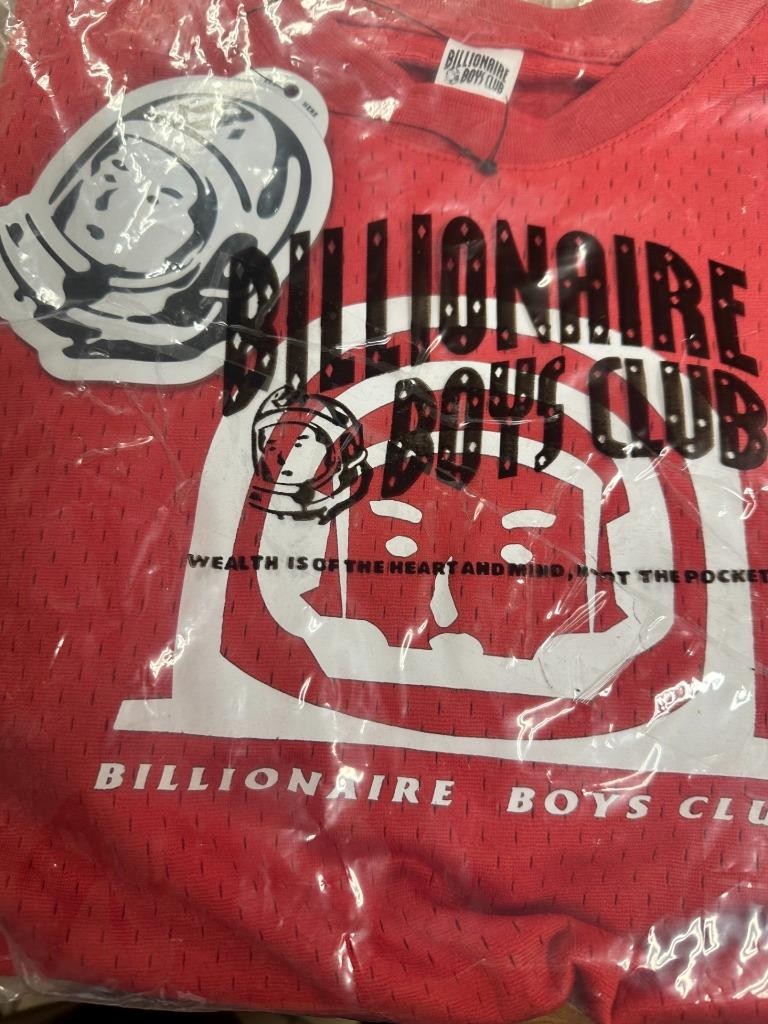 HERE
BILLIONAIRE
BOYS CLUB
BILLIONAIRE
BOYS CLUB
WEALTH IS OF THE HEART AND MIND, NOT THE POCKET
BILLIONAIRE BOYS CLU